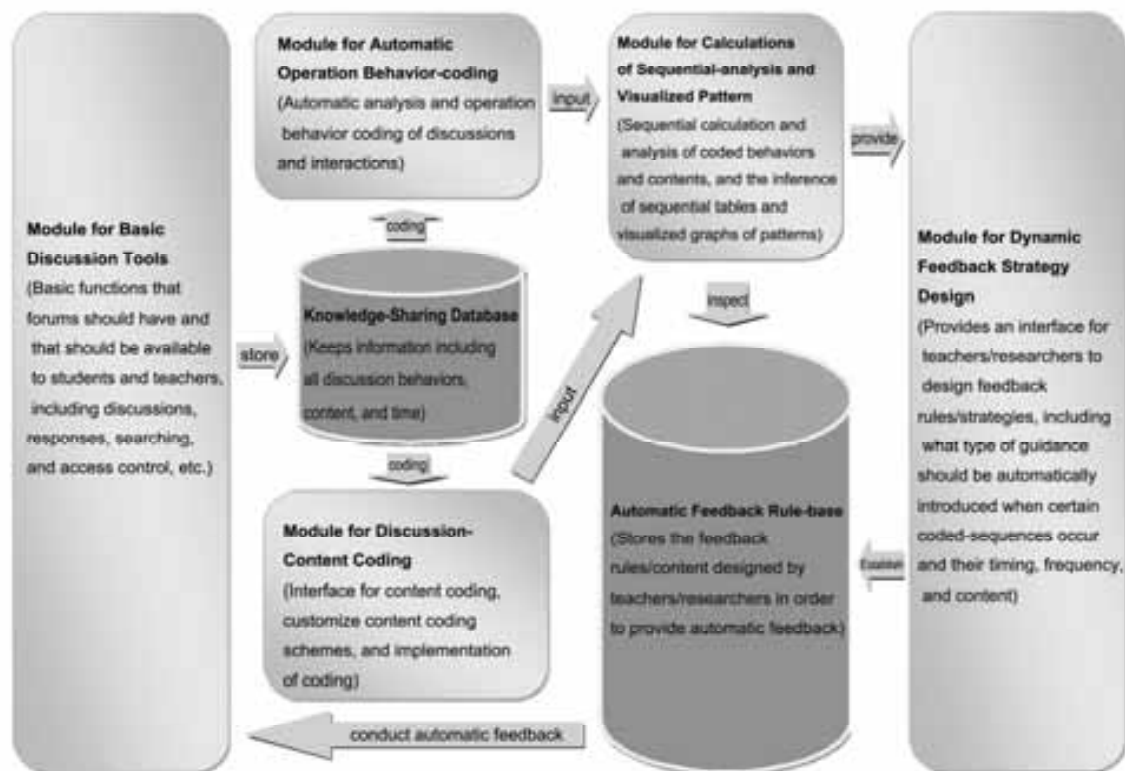 Module for Basic
Discussion Tools
(Basic functions that
forums should have and
that should be available
to students and teachers,
including discussions,
responses, searching,
and access control, etc.)
store
Module for Automatic
Operation Behavior-coding
(Automatic analysis and operation
behavior coding of discussions
and interactions)
coding
Knowledge-Sharing Database
(Keeps information including
all discussion behaviors,
content, and time)
coding
Module for Discussion-
Content Coding
(Interface for content coding,
customize content coding
schemes, and implementation
of coding)
input
input
Module for Calculations
of Sequential-analysis and
Visualized Pattern
(Sequential calculation and
analysis of coded behaviors
and contents, and the inference
of sequential tables and
visualized graphs of patterns)
inspect
Automatic Feedback Rule-base
(Stores the feedback
rules/content designed by
teachers/researchers in order
to provide automatic feedback)
provide
Module for Dynamic
Feedback Strategy
Design
(Provides an interface for
teachers/researchers to
design feedback
rules/strategies, including
what type of guidance
should be automatically
introduced when certain
coded-sequences occur
and their timing, frequency,
and content)
Establish
conduct automatic feedback